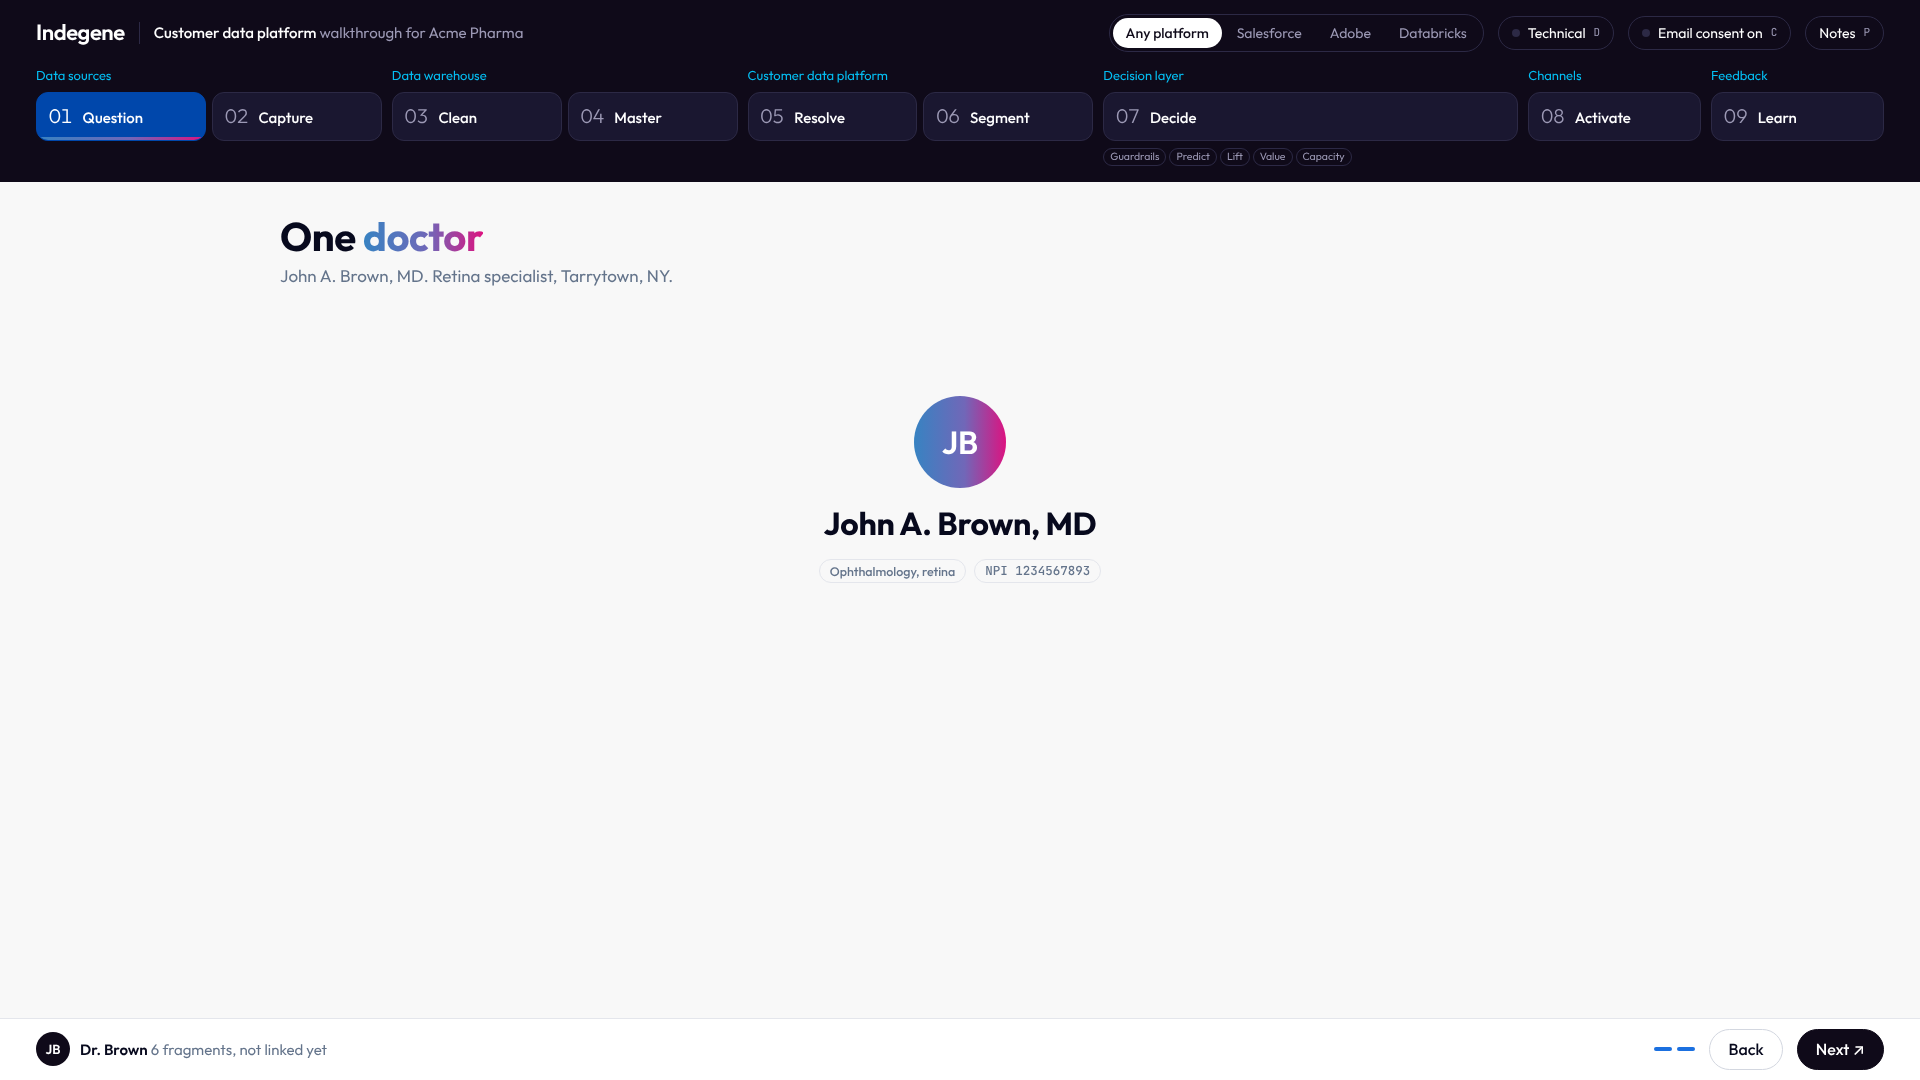 Indegene
Customer data platform walkthrough for Acme Pharma
Any platform
Salesforce
Adobe
Databricks
Technical D
Email consent on C
Notes P
Data sources
Data warehouse
Customer data platform
Decision layer
Channels
Feedback
01 Question
02 Capture
03 Clean
04 Master
05 Resolve
06 Segment
07 Decide
08 Activate
09 Learn
Guardrails
Predict
Lift
Value
Capacity
One doctor
John A. Brown, MD. Retina specialist, Tarrytown, NY.
JB
John A. Brown, MD
Ophthalmology, retina
NPI 1234567893
JB
Dr. Brown 6 fragments, not linked yet
Back
Next ↗